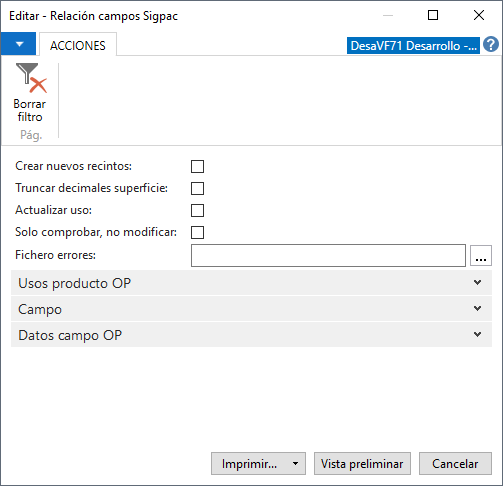 Editar - Relación campos Sigpac
ACCIONES
DesaVF71 Desarrollo -...
?
Borrar
filtro
Pág.
Crear nuevos recintos:
Truncar decimales superficie:
Actualizar uso:
Solo comprobar, no modificar:
Fichero errores:
...
Usos producto OP
Campo
Datos campo OP
Imprimir...
Vista preliminar
Cancelar